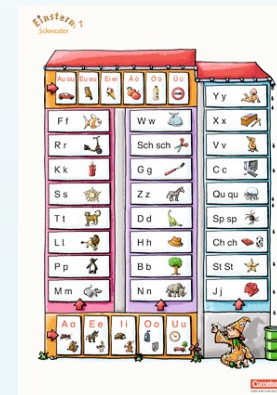 Einsterns 1
Schwester
Au au Eu eu Ei ei Ä ä Ö ö Ü ü
F f
W w
Y y
R r
Sch sch
X x
K k
G g
V v
S s
Z z
C c
T t
D d
Qu qu
L l
H h
Sp sp
P p
B b
Ch ch
M m
N n
St St
J j
A a E e I i O o U u
Cornelsen